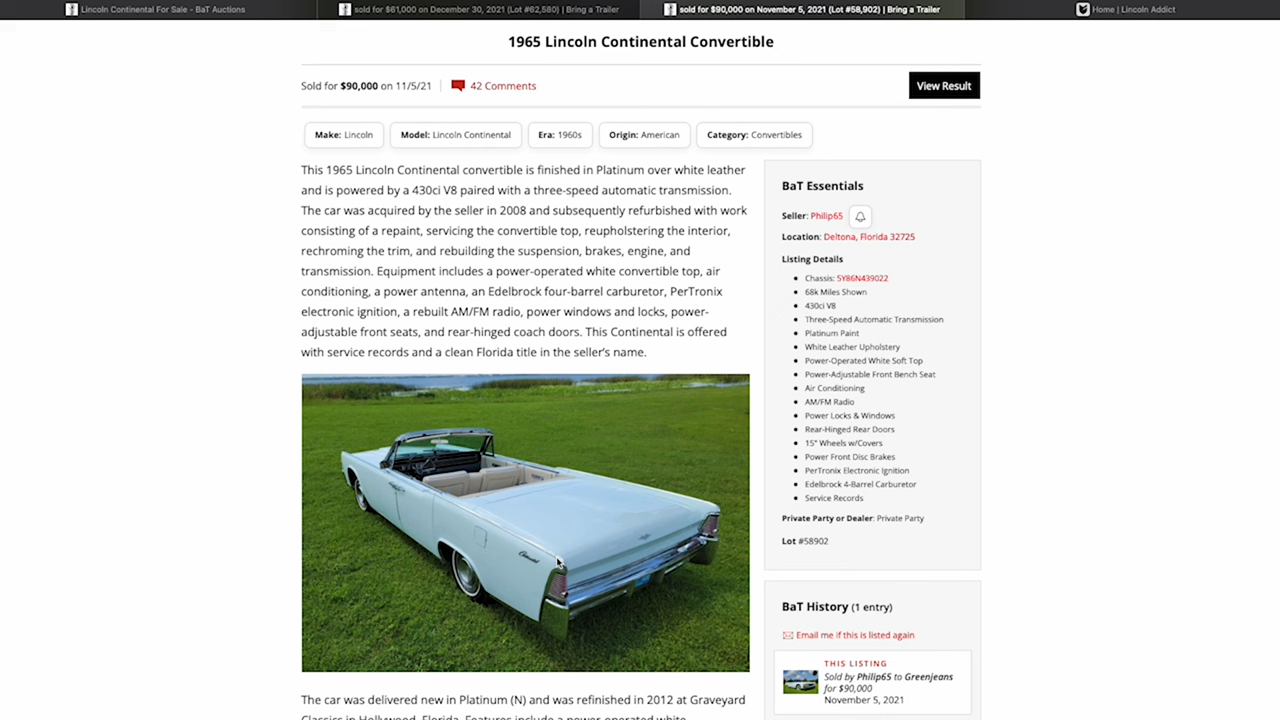 Lincoln Continental For Sale - BaT Auctions
sold for $61,000 on December 30, 2021 (Lot #62,580) | Bring a Trailer
sold for $90,000 on November 5, 2021 (Lot #58,902) | Bring a Trailer
Home | Lincoln Addict
1965 Lincoln Continental Convertible
Sold for $90,000 on 11/5/21
42 Comments
View Result
Make: Lincoln
Model: Lincoln Continental
Era: 1960s
Origin: American
Category: Convertibles
This 1965 Lincoln Continental convertible is finished in Platinum over white leather
and is powered by a 430ci V8 paired with a three-speed automatic transmission.
The car was acquired by the seller in 2008 and subsequently refurbished with work
consisting of a repaint, servicing the convertible top, reupholstering the interior,
rechroming the trim, and rebuilding the suspension, brakes, engine, and
transmission. Equipment includes a power-operated white convertible top, air
conditioning, a power antenna, an Edelbrock four-barrel carburetor, PerTronix
electronic ignition, a rebuilt AM/FM radio, power windows and locks, power-
adjustable front seats, and rear-hinged coach doors. This Continental is offered
with service records and a clean Florida title in the seller's name.
Continental
The car was delivered new in Platinum (N) and was refinished in 2012 at Graveyard
Classics in Hollywood, Florida. Features include a power-operated white
BaT Essentials
Seller: Philip65
Location: Deltona, Florida 32725
Listing Details
Chassis: 5Y86N439022
68k Miles Shown
430ci V8
Three-Speed Automatic Transmission
Platinum Paint
White Leather Upholstery
Power-Operated White Soft Top
Power-Adjustable Front Bench Seat
Air Conditioning
AM/FM Radio
Power Locks & Windows
Rear-Hinged Rear Doors
15" Wheels w/Covers
Power Front Disc Brakes
PerTronix Electronic Ignition
Edelbrock 4-Barrel Carburetor
Service Records
Private Party or Dealer: Private Party
Lot #58902
BaT History (1 entry)
Email me if this is listed again
THIS LISTING
Sold by Philip65 to Greenjeans
for $90,000
November 5, 2021